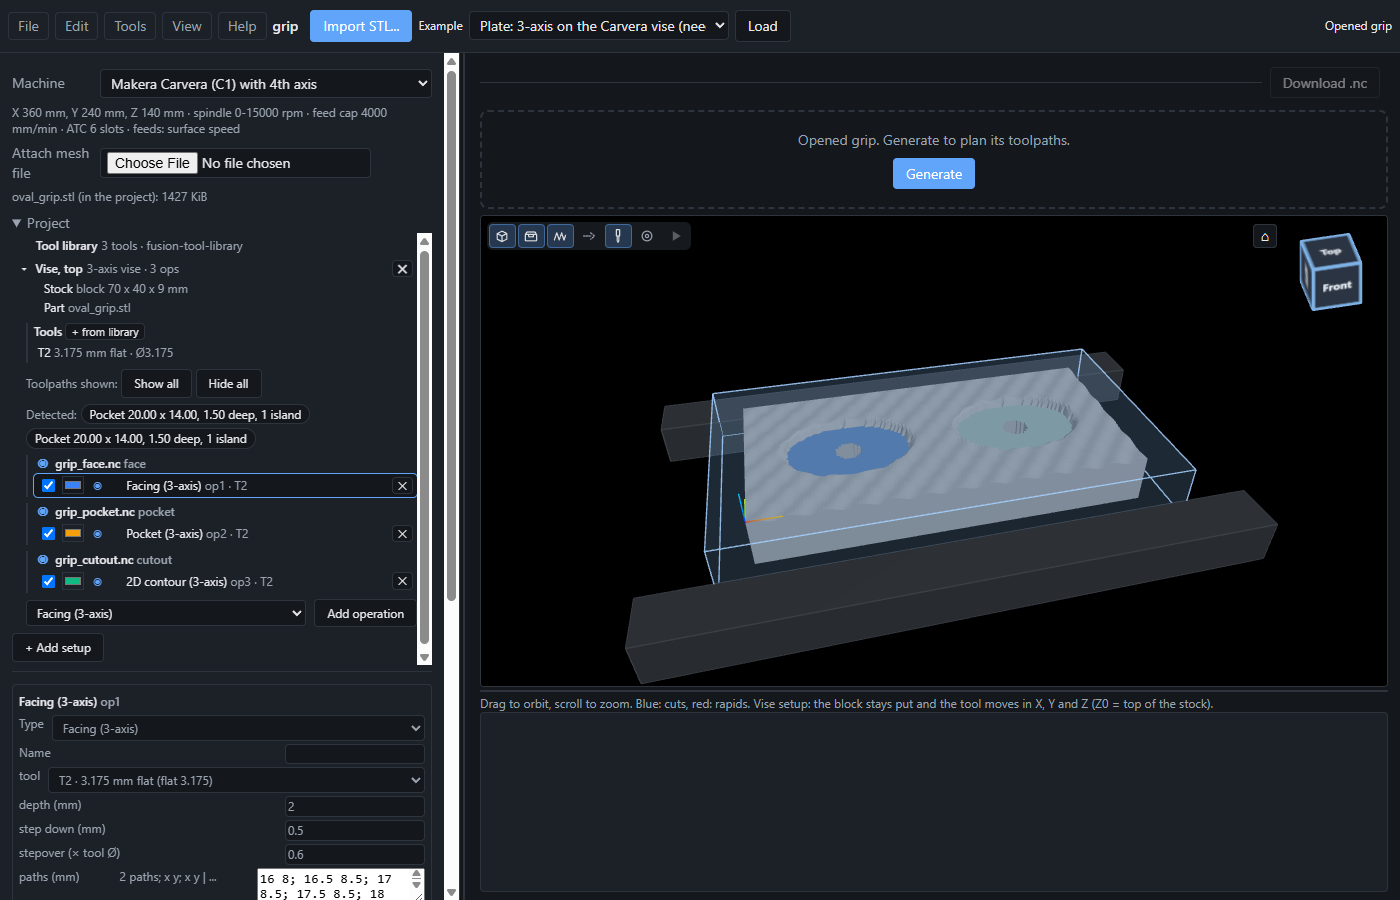 File Edit Tools View Help grip Import STL... Example Plate: 3-axis on the Carvera vise (nee Load Opened grip
Machine Makera Carvera (C1) with 4th axis
X 360 mm, Y 240 mm, Z 140 mm · spindle 0-15000 rpm · feed cap 4000
mm/min · ATC 6 slots · feeds: surface speed
Attach mesh
file
Choose File No file chosen
oval_grip.stl (in the project): 1427 KiB
Project
Tool library 3 tools · fusion-tool-library
Vise, top 3-axis vise · 3 ops
Stock block 70 x 40 x 9 mm
Part oval_grip.stl
Tools + from library
T2 3.175 mm flat · Ø3.175
Toolpaths shown: Show all Hide all
Detected: Pocket 20.00 x 14.00, 1.50 deep, 1 island
Pocket 20.00 x 14.00, 1.50 deep, 1 island
grip_face.nc face
Facing (3-axis) op1 · T2
grip_pocket.nc pocket
Pocket (3-axis) op2 · T2
grip_cutout.nc cutout
2D contour (3-axis) op3 · T2
Facing (3-axis) Add operation
+ Add setup
Facing (3-axis) op1
Type Facing (3-axis)
Name
tool T2 · 3.175 mm flat (flat 3.175)
depth (mm) 2
step down (mm) 0.5
stepover (× tool Ø) 0.6
paths (mm) 2 paths; x y; x y | ... 16 8; 16.5 8.5; 17
8.5; 17.5 8.5; 18
Download .nc
Opened grip. Generate to plan its toolpaths.
Generate
Top
Front
Drag to orbit, scroll to zoom. Blue: cuts, red: rapids. Vise setup: the block stays put and the tool moves in X, Y and Z (Z0 = top of the stock).